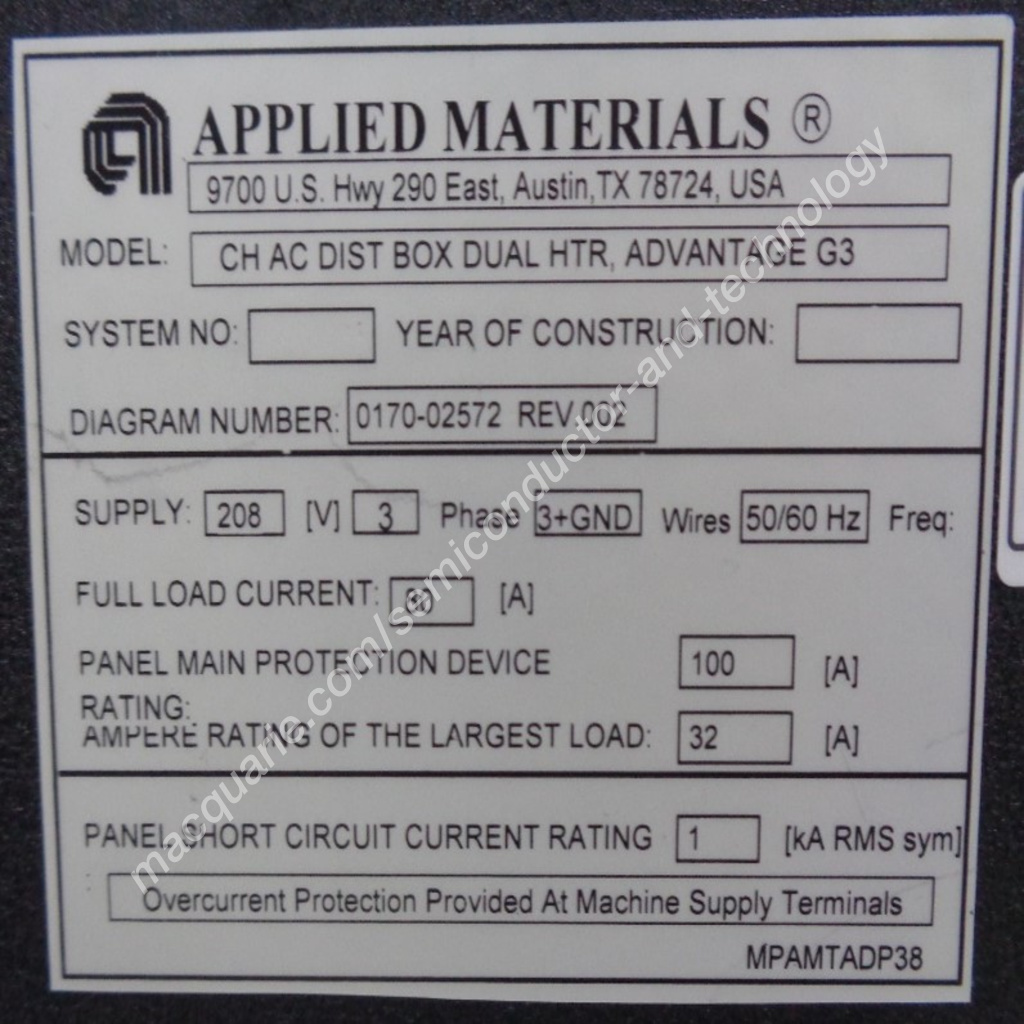 APPLIED MATERIALS ®
9700 U.S. Hwy 290 East, Austin,TX 78724, USA
MODEL: CH AC DIST BOX DUAL HTR, ADVANTAGE G3
SYSTEM NO: YEAR OF CONSTRUCTION:
DIAGRAM NUMBER: 0170-02572 REV.002
SUPPLY: 208 [V] 3 Phase 3+GND Wires 50/60 Hz Freq:
FULL LOAD CURRENT: [A]
PANEL MAIN PROTECTION DEVICE 100 [A]
RATING:
AMPERE RATING OF THE LARGEST LOAD: 32 [A]
PANEL SHORT CIRCUIT CURRENT RATING 1 [kA RMS sym]
Overcurrent Protection Provided At Machine Supply Terminals
MPAMTADP38
macquarie.com/semiconductor-and-technology